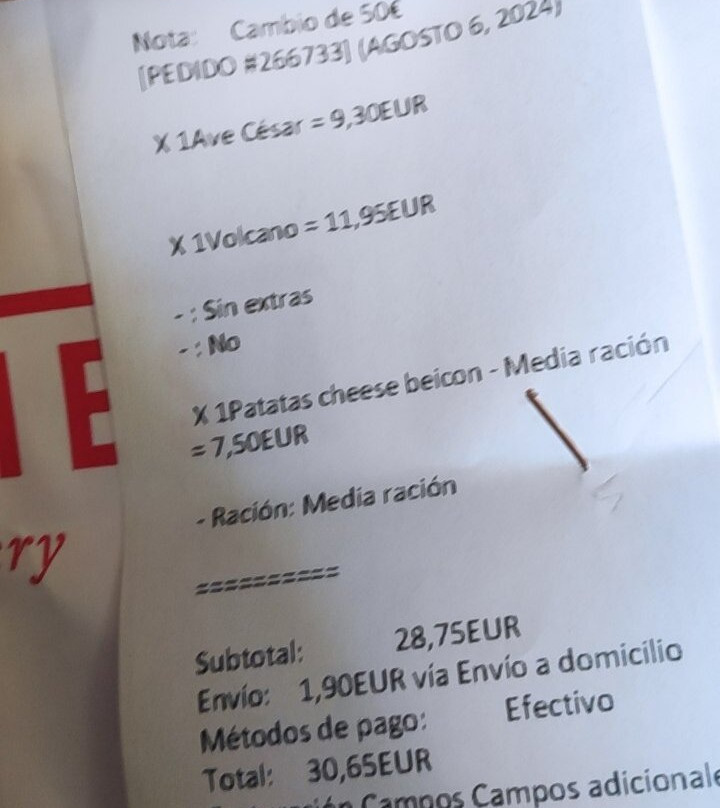 Nota: Cambio de 50€
[PEDIDO #266733] (AGOSTO 6, 2024)
X 1Ave César = 9,30EUR
X 1Volcano = 11,95EUR
- : Sin extras
- : No
X 1Patatas cheese beicon - Media ración
= 7,50EUR
- Ración: Media ración
==========
Subtotal: 28,75EUR
Envío: 1,90EUR vía Envío a domicilio
Métodos de pago: Efectivo
Total: 30,65EUR
Campos Campos adicionale
TE
ry